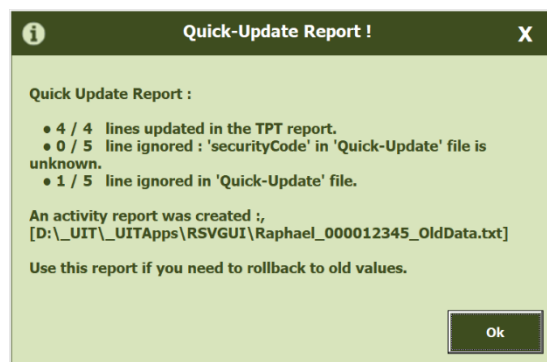 Quick-Update Report !
X
Quick Update Report :
● 4 / 4 lines updated in the TPT report.
● 0 / 5 line ignored : 'securityCode' in 'Quick-Update' file is
unknown.
● 1 / 5 line ignored in 'Quick-Update' file.
An activity report was created :,
[D:\_UIT\_UITApps\RSVGUI\Raphael_000012345_OldData.txt]
Use this report if you need to rollback to old values.
Ok